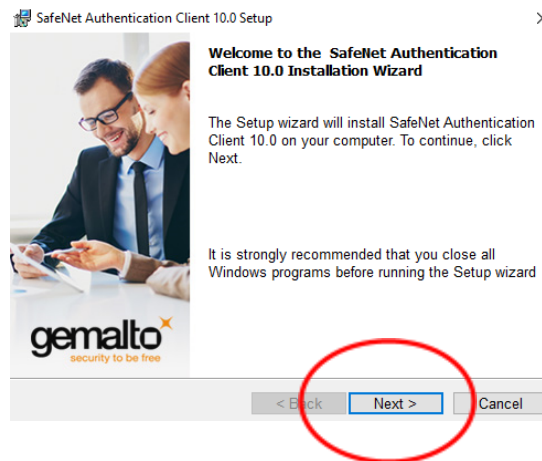 SafeNet Authentication Client 10.0 Setup
Welcome to the SafeNet Authentication
Client 10.0 Installation Wizard
The Setup wizard will install SafeNet Authentication
Client 10.0 on your computer. To continue, click
Next.
It is strongly recommended that you close all
Windows programs before running the Setup wizard
gemalto
security to be free
< Back
Next >
Cancel